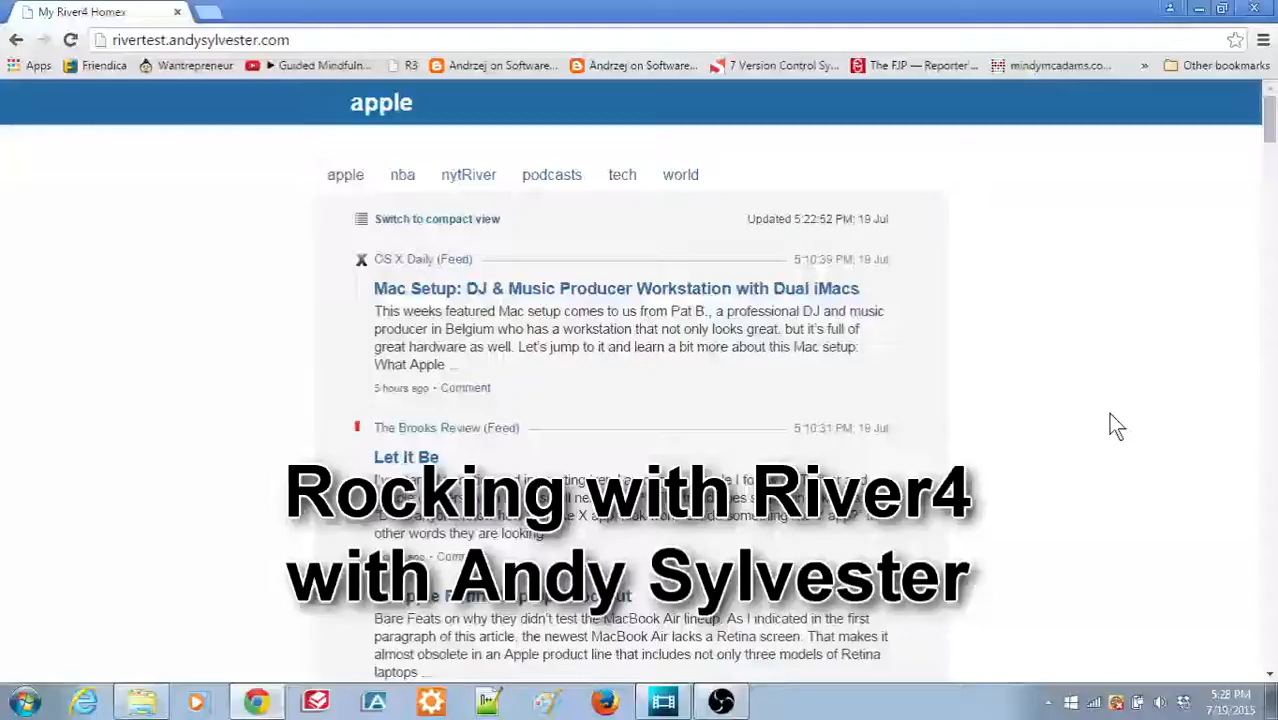 My River4 Home
rivertest.andysylvester.com
Apps Friendica Wantrepreneur Guided Mindfuln... R3 Andrzej on Software... Andrzej on Software... 7 Version Control Sy... The FJP — Reporter'... mindymcadams.co... » Other bookmarks
apple
apple nba nytRiver podcasts tech world
Switch to compact view Updated 5:22:52 PM; 19 Jul
OS X Daily (Feed) 5:10:39 PM; 19 Jul
Mac Setup: DJ & Music Producer Workstation with Dual iMacs
This weeks featured Mac setup comes to us from Pat B., a professional DJ and music
producer in Belgium who has a workstation that not only looks great, but it's full of
great hardware as well. Let's jump to it and learn a bit more about this Mac setup:
What Apple ...
5 hours ago · Comment
The Brooks Review (Feed) 5:10:31 PM; 19 Jul
Let It Be
Rocking with River4
other words they are looking
with Andy Sylvester
Bare Feats on why they didn't test the MacBook Air lineup. As I indicated in the first
paragraph of this article, the newest MacBook Air lacks a Retina screen. That makes it
almost obsolete in an Apple product line that includes not only three models of Retina
laptops ...
5:28 PM
7/19/2015